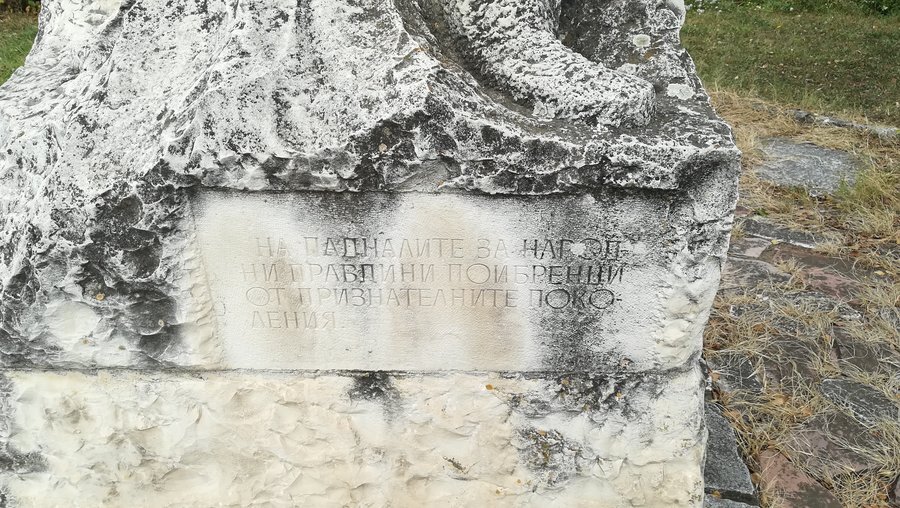 НА ПАДНАЛИТЕ ЗА НАРОД-
НИ ПРАВДИНИ ПОИБРЕНЦИ
ОТ ПРИЗНАТЕЛНИТЕ ПОКО-
ЛЕНИЯ.